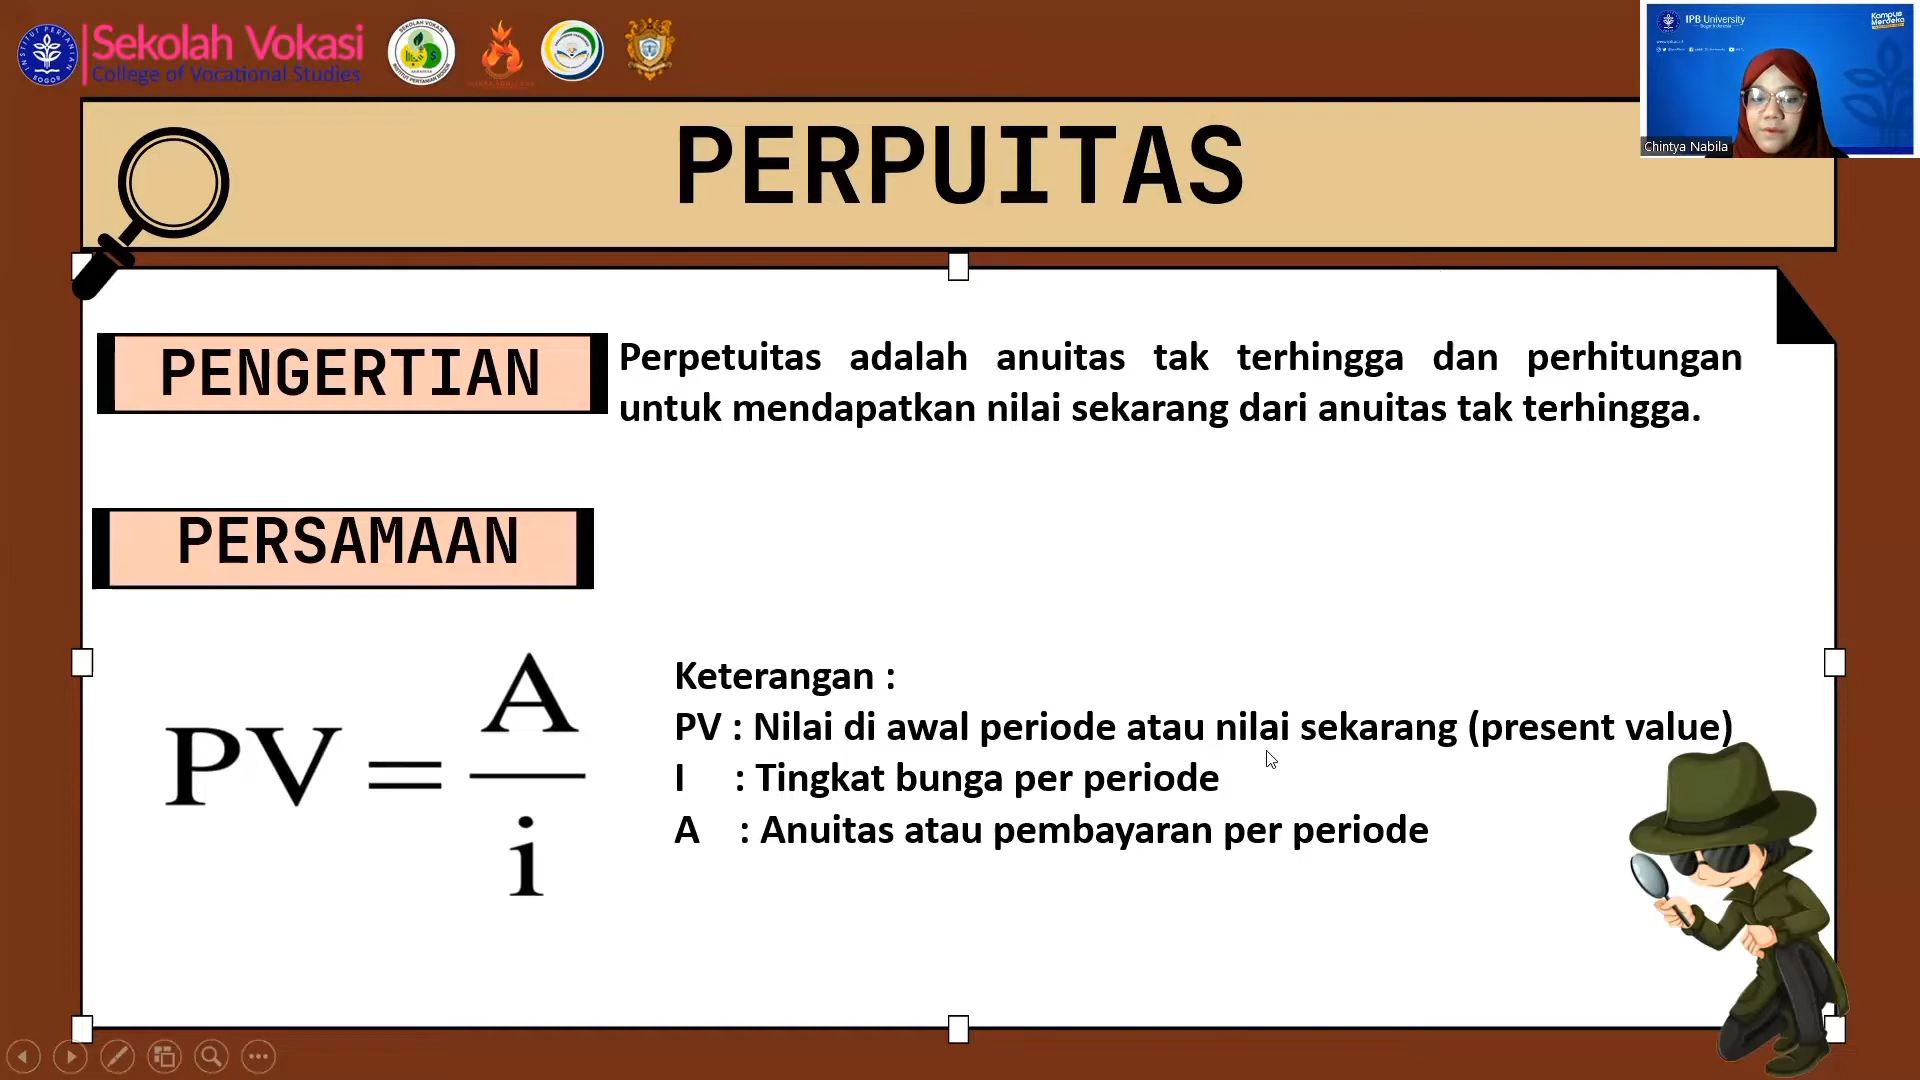 Sekolah Vokasi
College of Vocational Studies
IPB University
Bogor Indonesia
Kampus
Merdeka
Chintya Nabila
PERPUITAS
PENGERTIAN
Perpetuitas adalah anuitas tak terhingga dan perhitungan
untuk mendapatkan nilai sekarang dari anuitas tak terhingga.
PERSAMAAN
PV = A
i
Keterangan :
PV : Nilai di awal periode atau nilai sekarang (present value)
I : Tingkat bunga per periode
A : Anuitas atau pembayaran per periode